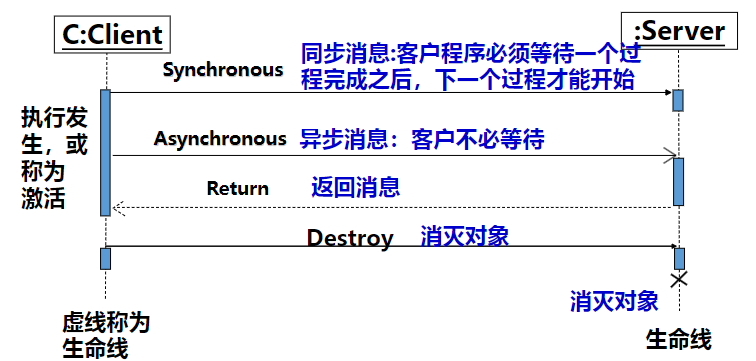 C:Client
:Server
同步消息:客户程序必须等待一个过
程完成之后，下一个过程才能开始
Synchronous
执行发
生，或
称为
激活
Asynchronous
异步消息：客户不必等待
Return
返回消息
Destroy
消灭对象
消灭对象
虚线称为
生命线
生命线